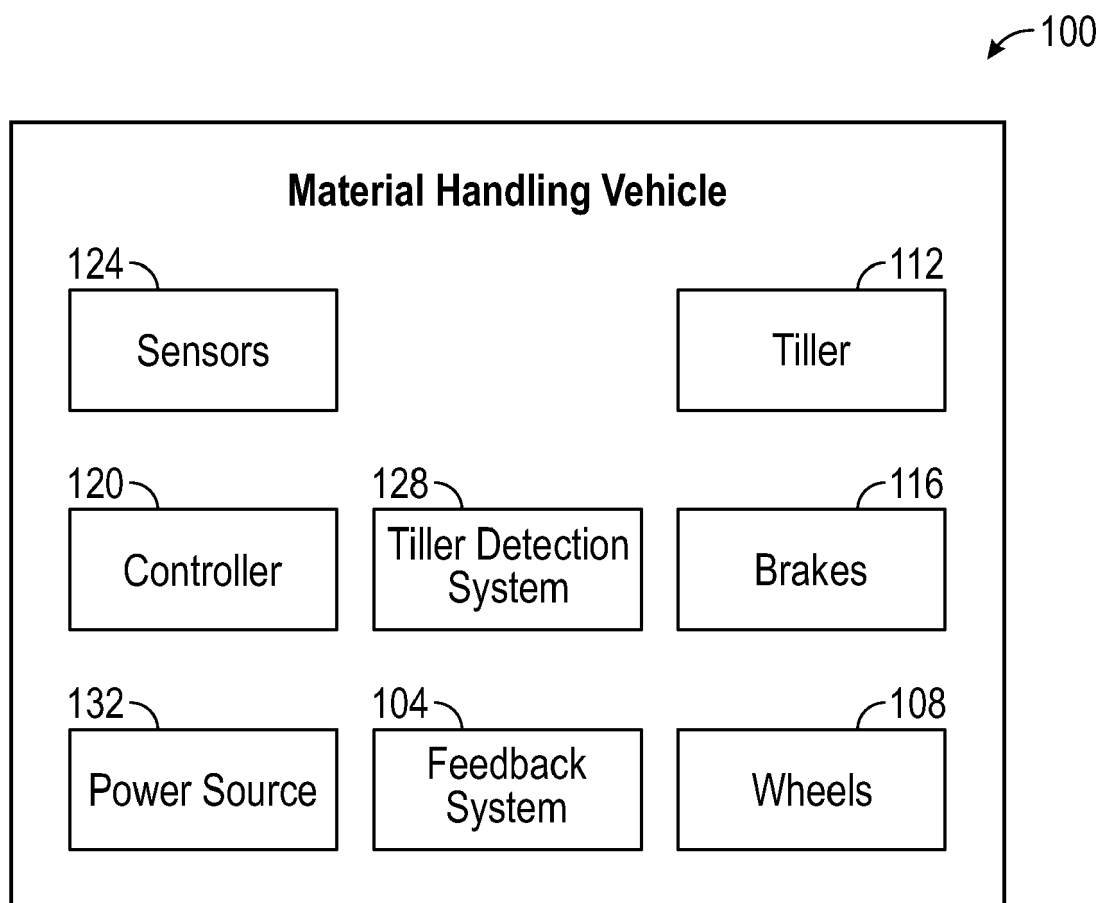 100
Material Handling Vehicle
124
112
Sensors
Tiller
120
128
116
Controller
Tiller Detection
System
Brakes
132
104
108
Power Source
Feedback
System
Wheels